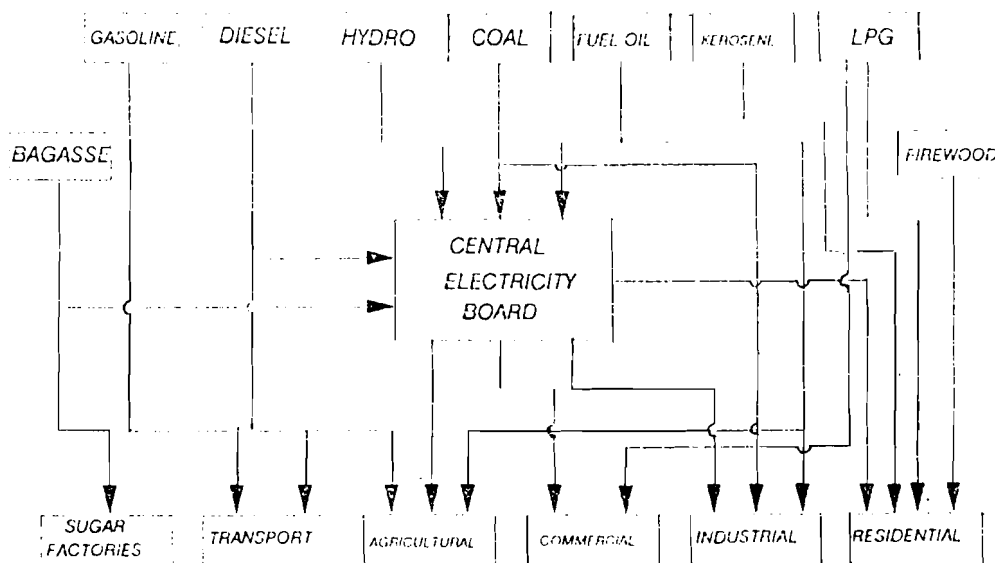 GASOLINE
DIESEL
HYDRO
COAL
FUEL OIL
KEROSENE
LPG
BAGASSE
FIREWOOD
CENTRAL
ELECTRICITY
BOARD
SUGAR
FACTORIES
TRANSPORT
AGRICULTURAL
COMMERCIAL
INDUSTRIAL
RESIDENTIAL